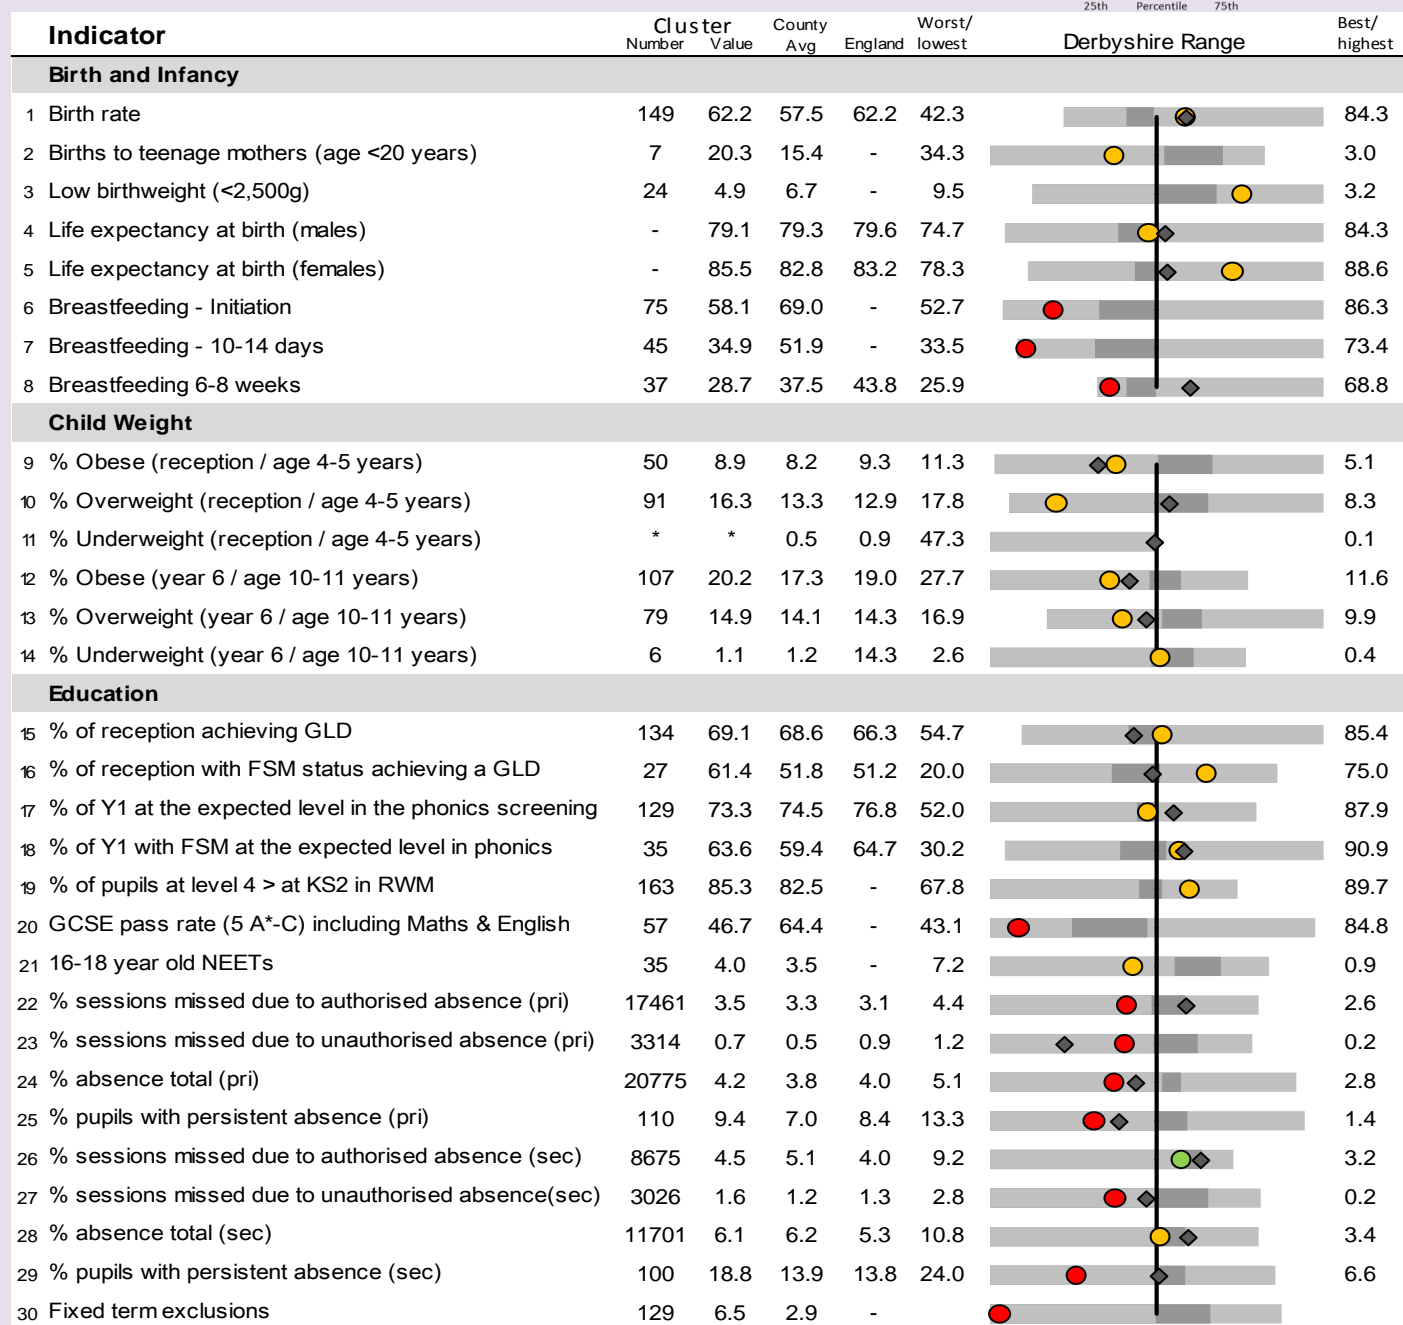 25th Percentile 75th
Indicator Cluster Number Value County Avg England Worst/ lowest Derbyshire Range Best/ highest
Birth and Infancy
1 Birth rate 149 62.2 57.5 62.2 42.3 84.3
2 Births to teenage mothers (age <20 years) 7 20.3 15.4 - 34.3 3.0
3 Low birthweight (<2,500g) 24 4.9 6.7 - 9.5 3.2
4 Life expectancy at birth (males) - 79.1 79.3 79.6 74.7 84.3
5 Life expectancy at birth (females) - 85.5 82.8 83.2 78.3 88.6
6 Breastfeeding - Initiation 75 58.1 69.0 - 52.7 86.3
7 Breastfeeding - 10-14 days 45 34.9 51.9 - 33.5 73.4
8 Breastfeeding 6-8 weeks 37 28.7 37.5 43.8 25.9 68.8
Child Weight
9 % Obese (reception / age 4-5 years) 50 8.9 8.2 9.3 11.3 5.1
10 % Overweight (reception / age 4-5 years) 91 16.3 13.3 12.9 17.8 8.3
11 % Underweight (reception / age 4-5 years) * * 0.5 0.9 47.3 0.1
12 % Obese (year 6 / age 10-11 years) 107 20.2 17.3 19.0 27.7 11.6
13 % Overweight (year 6 / age 10-11 years) 79 14.9 14.1 14.3 16.9 9.9
14 % Underweight (year 6 / age 10-11 years) 6 1.1 1.2 14.3 2.6 0.4
Education
15 % of reception achieving GLD 134 69.1 68.6 66.3 54.7 85.4
16 % of reception with FSM status achieving a GLD 27 61.4 51.8 51.2 20.0 75.0
17 % of Y1 at the expected level in the phonics screening 129 73.3 74.5 76.8 52.0 87.9
18 % of Y1 with FSM at the expected level in phonics 35 63.6 59.4 64.7 30.2 90.9
19 % of pupils at level 4 > at KS2 in RWM 163 85.3 82.5 - 67.8 89.7
20 GCSE pass rate (5 A*-C) including Maths & English 57 46.7 64.4 - 43.1 84.8
21 16-18 year old NEETs 35 4.0 3.5 - 7.2 0.9
22 % sessions missed due to authorised absence (pri) 17461 3.5 3.3 3.1 4.4 2.6
23 % sessions missed due to unauthorised absence (pri) 3314 0.7 0.5 0.9 1.2 0.2
24 % absence total (pri) 20775 4.2 3.8 4.0 5.1 2.8
25 % pupils with persistent absence (pri) 110 9.4 7.0 8.4 13.3 1.4
26 % sessions missed due to authorised absence (sec) 8675 4.5 5.1 4.0 9.2 3.2
27 % sessions missed due to unauthorised absence(sec) 3026 1.6 1.2 1.3 2.8 0.2
28 % absence total (sec) 11701 6.1 6.2 5.3 10.8 3.4
29 % pupils with persistent absence (sec) 100 18.8 13.9 13.8 24.0 6.6
30 Fixed term exclusions 129 6.5 2.9 -